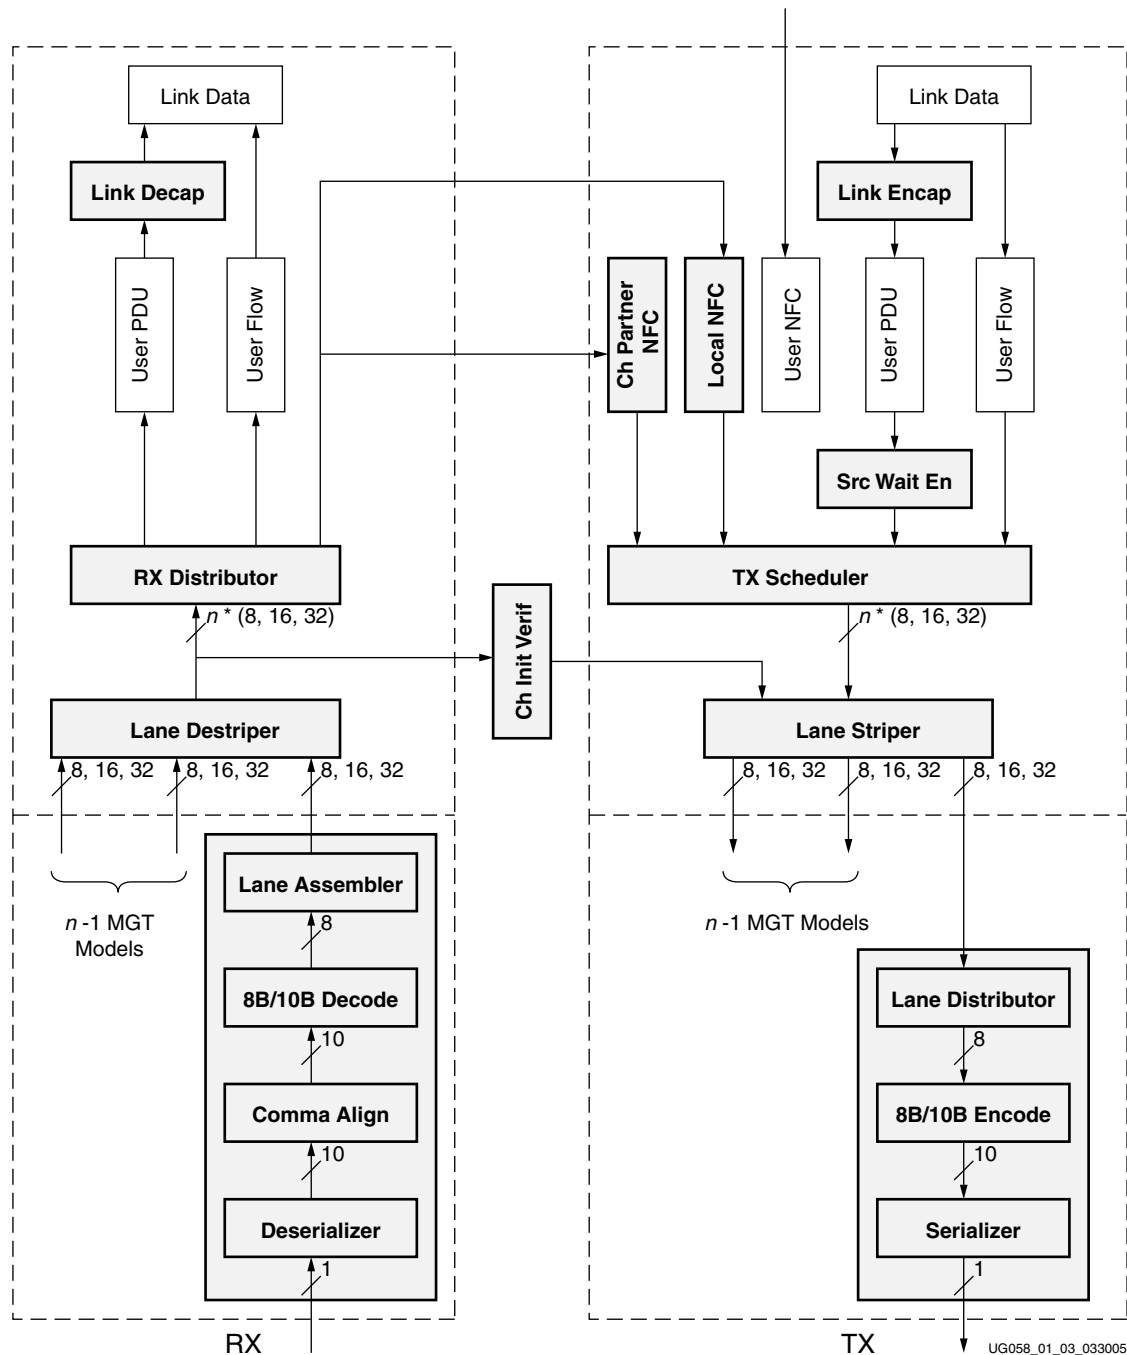 Link Data
Link Data
Link Decap
Link Encap
User PDU
User Flow
Ch Partner
NFC
Local NFC
User NFC
User PDU
User Flow
Src Wait En
RX Distributor
TX Scheduler
n * (8, 16, 32)
n * (8, 16, 32)
Ch Init Verif
Lane Destriper
Lane Striper
8, 16, 32
8, 16, 32
8, 16, 32
8, 16, 32
8, 16, 32
8, 16, 32
Lane Assembler
n -1 MGT
Models
n -1 MGT Models
8
8B/10B Decode
Lane Distributor
10
8
Comma Align
8B/10B Encode
10
10
Deserializer
Serializer
1
1
RX
TX
UG058_01_03_033005